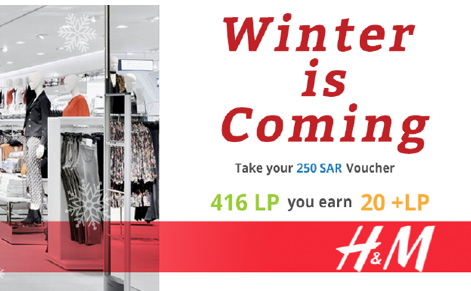 Winter
is
Coming
Take your 250 SAR Voucher
416 LP you earn 20 +LP
H&M